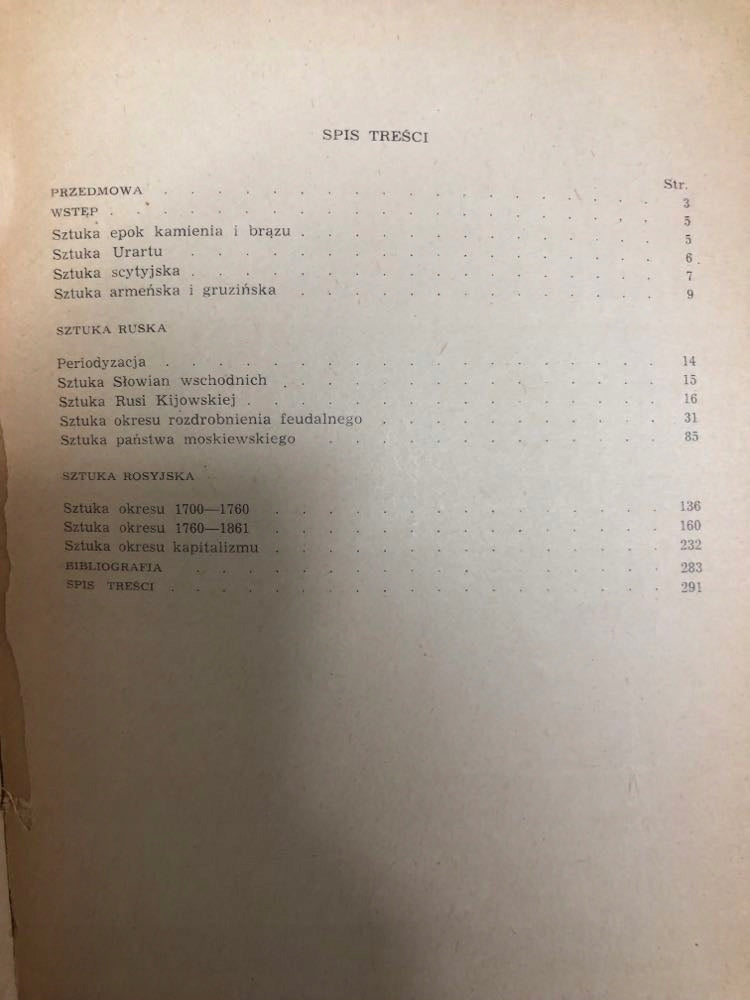 SPIS TREŚCI
Str.
PRZEDMOWA . . . . . . . . . . . . . . . . . . . 3
WSTĘP . . . . . . . . . . . . . . . . . . . . . 5
Sztuka epok kamienia i brązu . . . . . . . . . . . . . . 5
Sztuka Urartu . . . . . . . . . . . . . . . . . . 6
Sztuka scytyjska . . . . . . . . . . . . . . . . . . 7
Sztuka armeńska i gruzińska . . . . . . . . . . . . . . 9
SZTUKA RUSKA
Periodyzacja . . . . . . . . . . . . . . . . . . . 14
Sztuka Słowian wschodnich . . . . . . . . . . . . . . 15
Sztuka Rusi Kijowskiej . . . . . . . . . . . . . . . . 16
Sztuka okresu rozdrobnienia feudalnego . . . . . . . . . . . 31
Sztuka państwa moskiewskiego . . . . . . . . . . . . . 85
SZTUKA ROSYJSKA
Sztuka okresu 1700—1760 . . . . . . . . . . . . . . . 136
Sztuka okresu 1760—1861 . . . . . . . . . . . . . . . 160
Sztuka okresu kapitalizmu . . . . . . . . . . . . . . . 232
BIBLIOGRAFIA . . . . . . . . . . . . . . . . . . 283
SPIS TREŚCI . . . . . . . . . . . . . . . . . . . 291